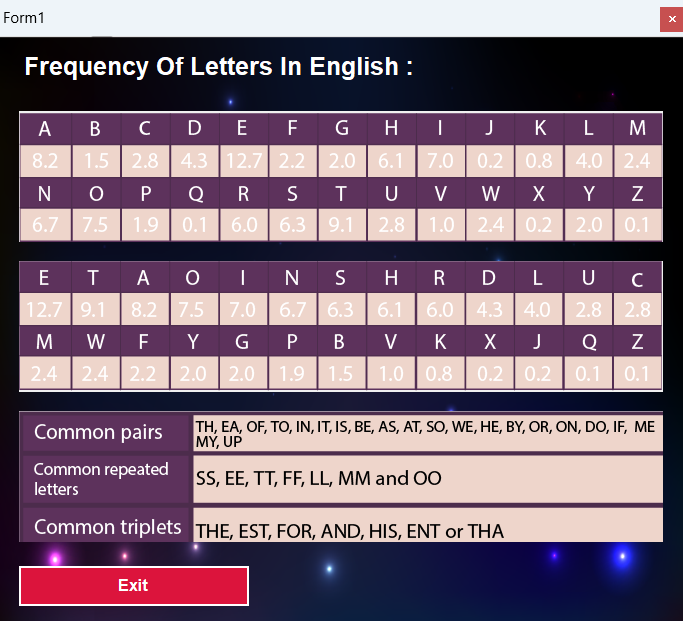 Form1
Frequency Of Letters In English :
A B C D E F G H I J K L M
8.2 1.5 2.8 4.3 12.7 2.2 2.0 6.1 7.0 0.2 0.8 4.0 2.4
N O P Q R S T U V W X Y Z
6.7 7.5 1.9 0.1 6.0 6.3 9.1 2.8 1.0 2.4 0.2 2.0 0.1
E T A O I N S H R D L U C
12.7 9.1 8.2 7.5 7.0 6.7 6.3 6.1 6.0 4.3 4.0 2.8 2.8
M W F Y G P B V K X J Q Z
2.4 2.4 2.2 2.0 2.0 1.9 1.5 1.0 0.8 0.2 0.2 0.1 0.1
Common pairs
TH, EA, OF, TO, IN, IT, IS, BE, AS, AT, SO, WE, HE, BY, OR, ON, DO, IF, ME
MY, UP
Common repeated
letters
SS, EE, TT, FF, LL, MM and OO
Common triplets
THE, EST, FOR, AND, HIS, ENT or THA
Exit